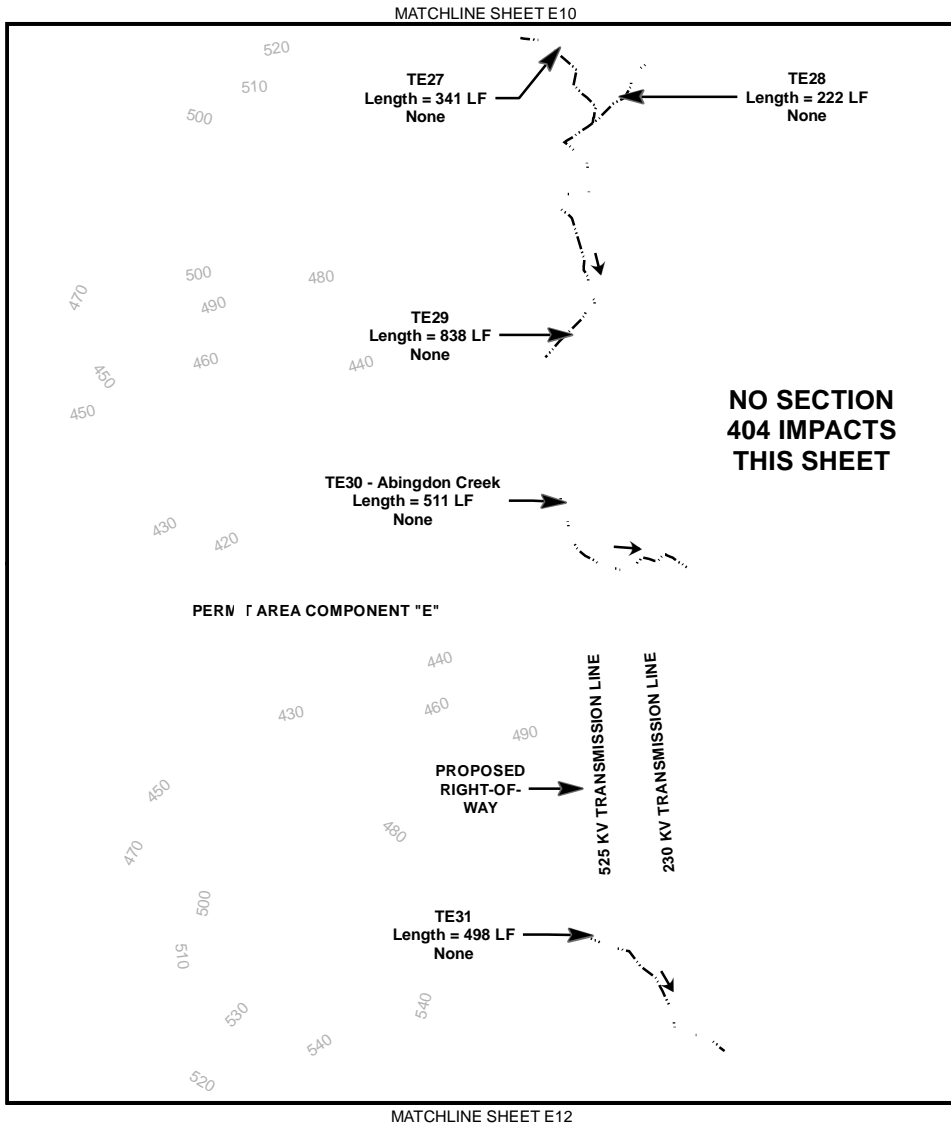 MATCHLINE SHEET E10
520
510
500
TE27
Length = 341 LF
None
TE28
Length = 222 LF
None
500
480
470
490
TE29
Length = 838 LF
None
460
440
450
450
NO SECTION
404 IMPACTS
THIS SHEET
TE30 - Abingdon Creek
Length = 511 LF
None
430
420
PERM T AREA COMPONENT "E"
440
430
460
490
525 KV TRANSMISSION LINE
230 KV TRANSMISSION LINE
PROPOSED
RIGHT-OF-
WAY
450
480
470
500
510
TE31
Length = 498 LF
None
530
540
540
520
MATCHLINE SHEET E12